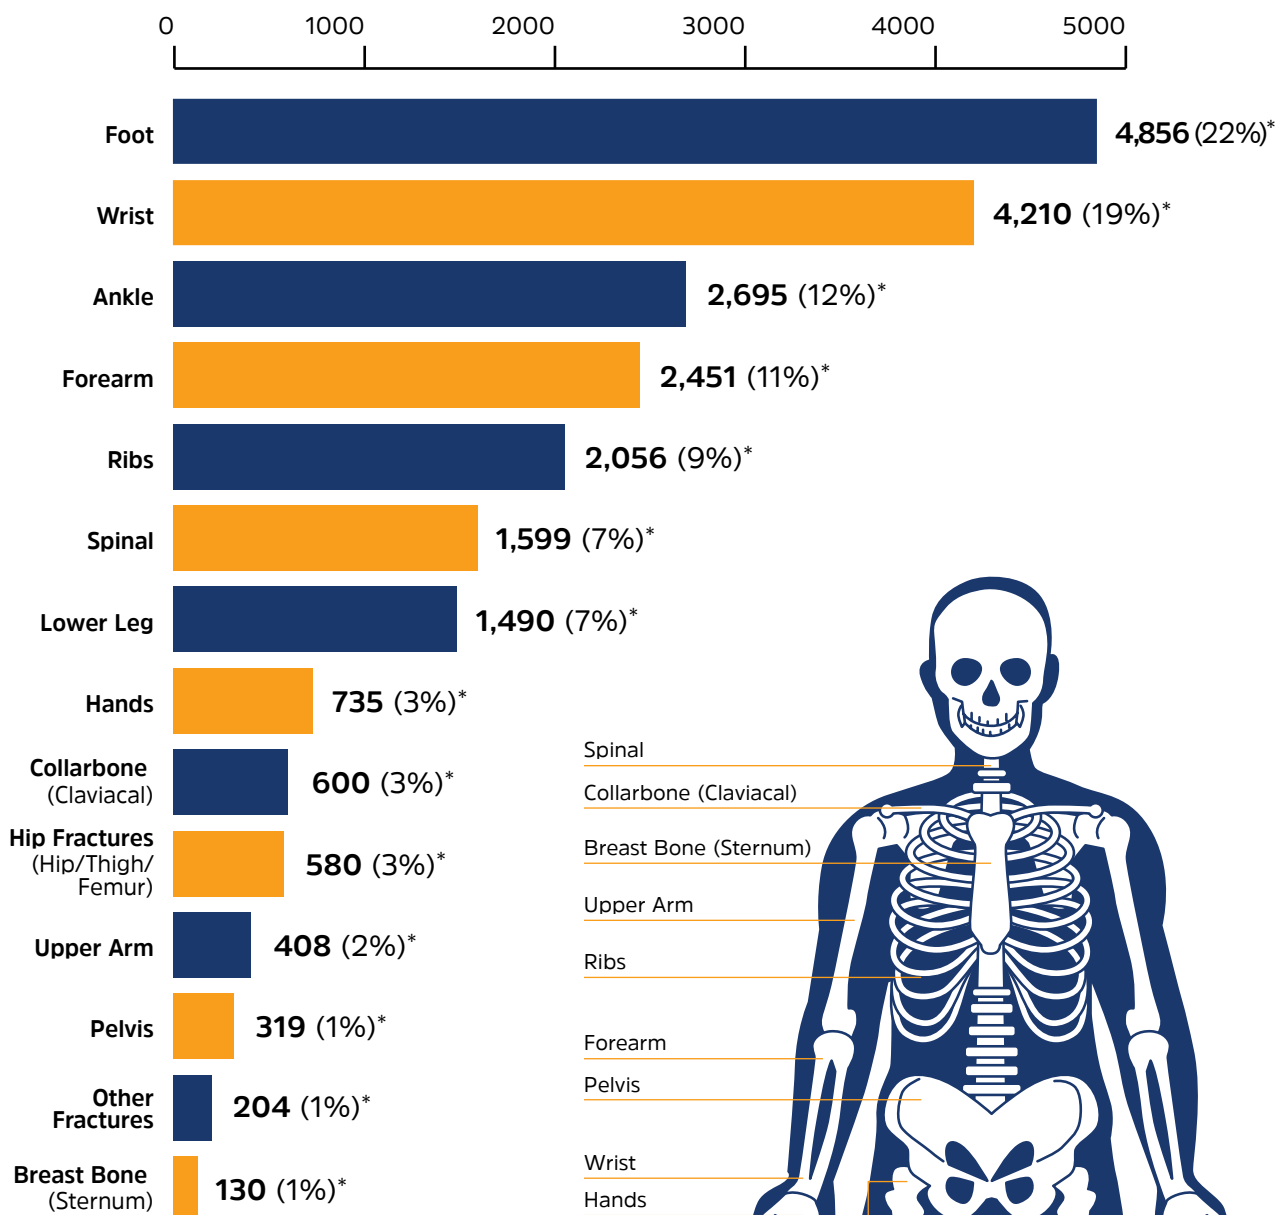 0 1000 2000 3000 4000 5000
Foot 4,856 (22%)*
Wrist 4,210 (19%)*
Ankle 2,695 (12%)*
Forearm 2,451 (11%)*
Ribs 2,056 (9%)*
Spinal 1,599 (7%)*
Lower Leg 1,490 (7%)*
Hands 735 (3%)*
Collarbone
(Claviacal) 600 (3%)*
Hip Fractures
(Hip/Thigh/
Femur) 580 (3%)*
Upper Arm 408 (2%)*
Pelvis 319 (1%)*
Other
Fractures 204 (1%)*
Breast Bone
(Sternum) 130 (1%)*
Spinal
Collarbone (Claviacal)
Breast Bone (Sternum)
Upper Arm
Ribs
Forearm
Pelvis
Wrist
Hands